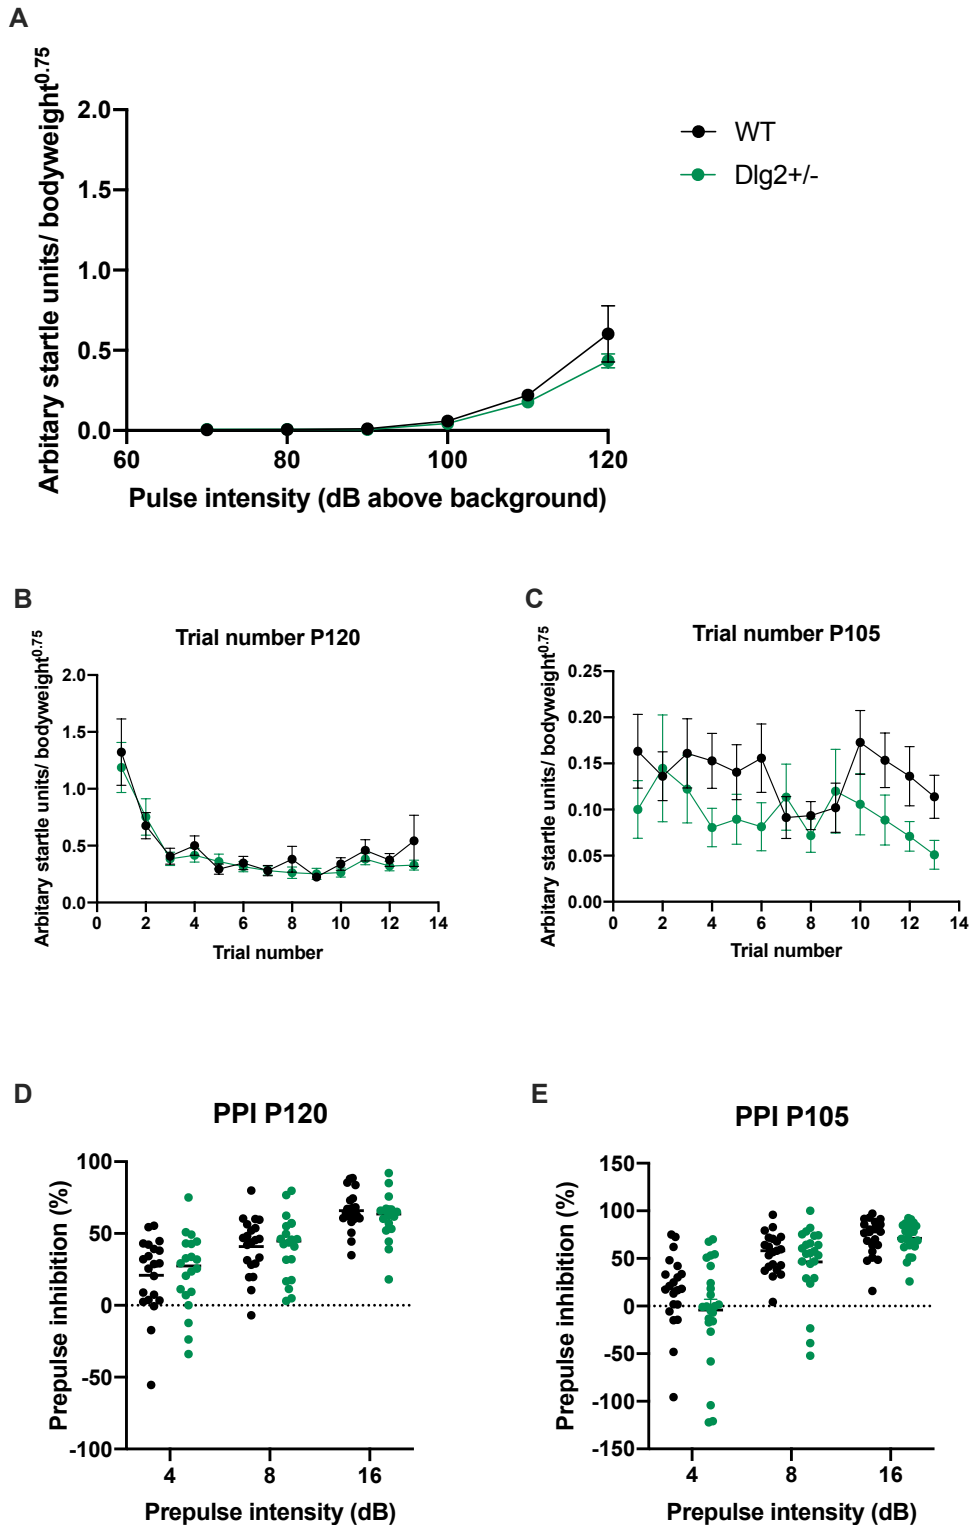 A
Arbitary startle units/ bodyweight0.75
2.0
1.5
1.0
0.5
0.0
60 80 100 120
Pulse intensity (dB above background)
WT
Dlg2+/-
B
Trial number P120
Arbitary startle units/ bodyweight0.75
2.0
1.5
1.0
0.5
0.0
0 2 4 6 8 10 12 14
Trial number
C
Trial number P105
Arbitary startle units/ bodyweight0.75
0.25
0.20
0.15
0.10
0.05
0.00
0 2 4 6 8 10 12 14
Trial number
D
PPI P120
Prepulse inhibition (%)
100
50
0
-50
-100
4 8 16
Prepulse intensity (dB)
E
PPI P105
Prepulse inhibition (%)
150
100
50
0
-50
-100
-150
4 8 16
Prepulse intensity (dB)